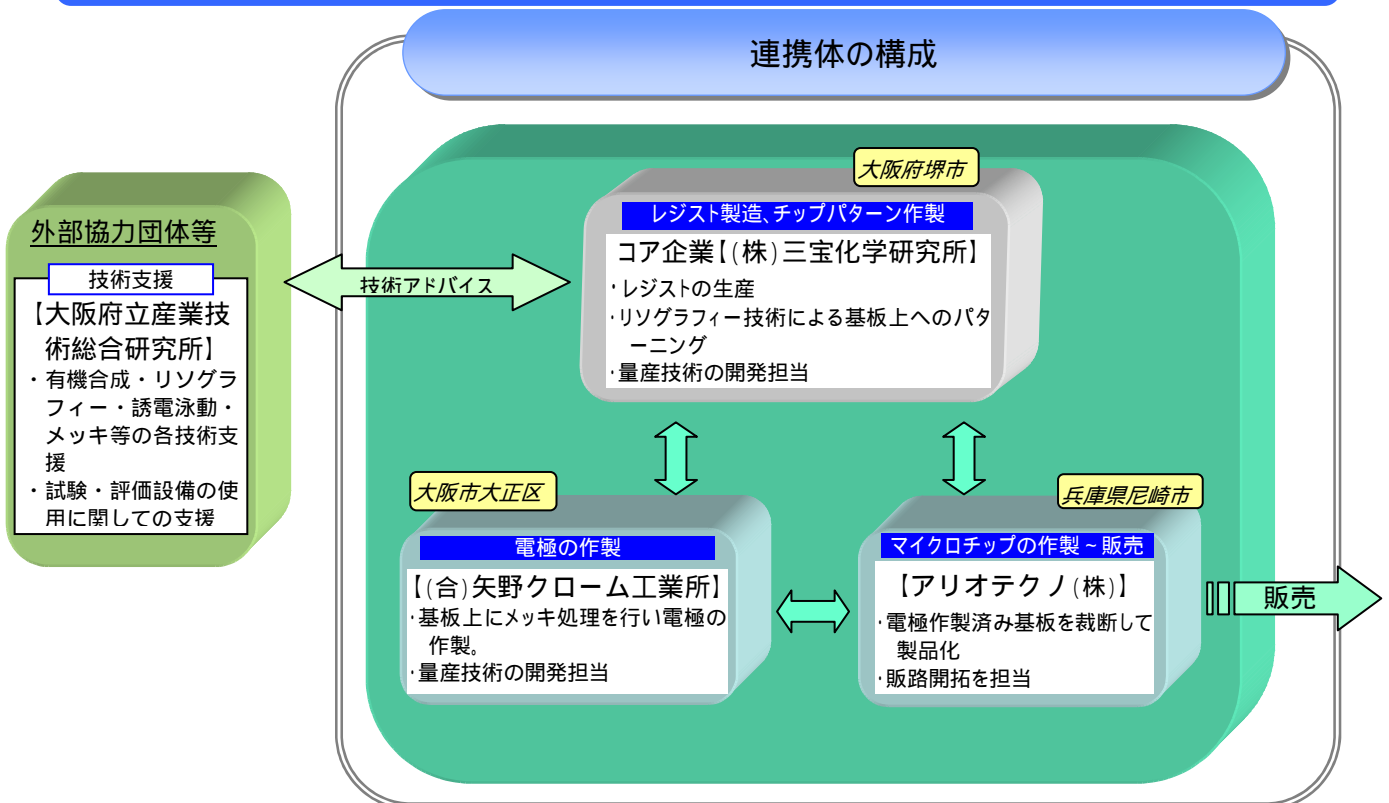 連携体の構成
外部協力団体等
技術支援
【大阪府立産業技
術総合研究所】
・有機合成・リソグラ
フィー・誘電泳動・
メッキ等の各技術支
援
・試験・評価設備の使
用に関しての支援
技術アドバイス
大阪府堺市
レジスト製造、チップパターン作製
コア企業【(株)三宝化学研究所】
・レジストの生産
・リソグラフィー技術による基板上へのパタ
ーニング
・量産技術の開発担当
大阪市大正区
電極の作製
【(合)矢野クローム工業所】
・基板上にメッキ処理を行い電極の
作製。
・量産技術の開発担当
兵庫県尼崎市
マイクロチップの作製~販売
【アリオテクノ(株)】
・電極作製済み基板を裁断して
製品化
・販路開拓を担当
販売